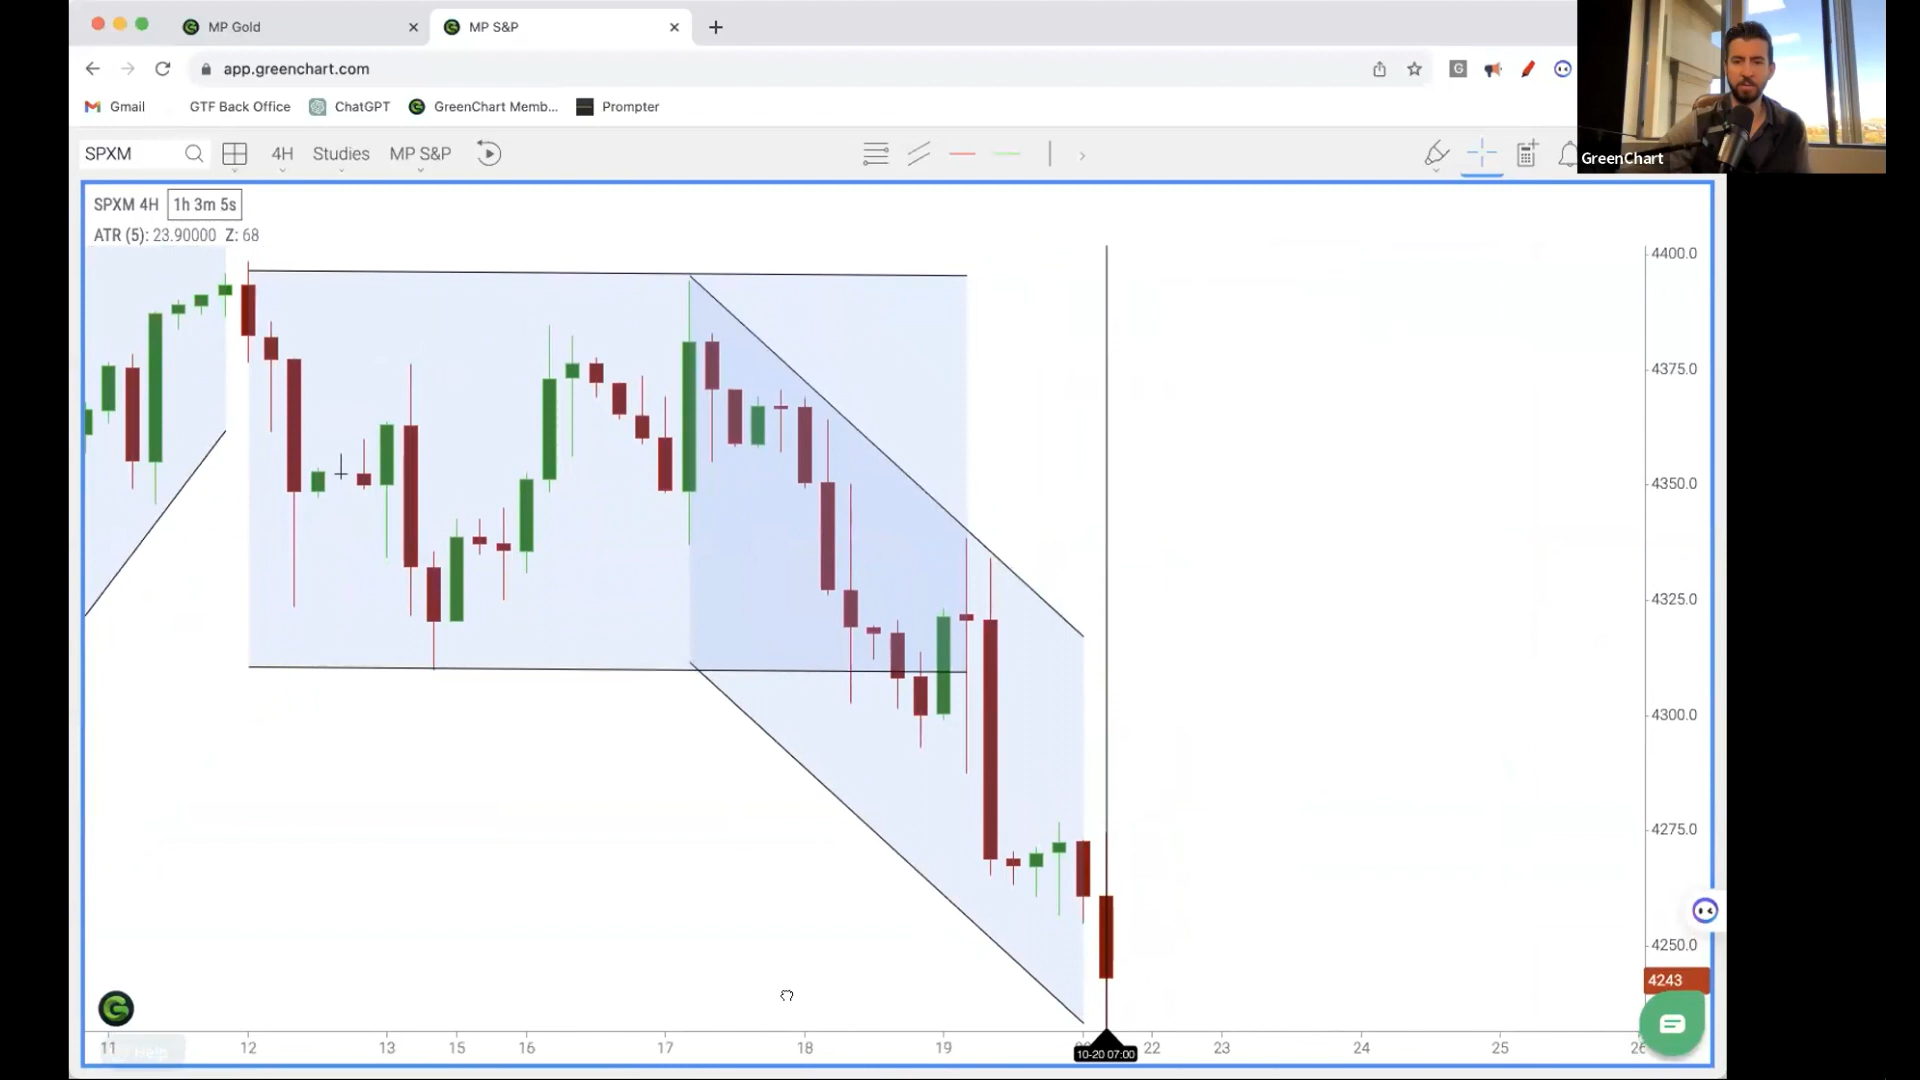 MP Gold
MP S&P
app.greenchart.com
Gmail
GTF Back Office
ChatGPT
GreenChart Memb...
Prompter
SPXM
4H
Studies
MP S&P
GreenChart
SPXM 4H
1h 3m 5s
ATR (5): 23.90000 Z: 68
4400.0
4375.0
4350.0
4325.0
4300.0
4275.0
4250.0
4243
11
12
13
15
16
17
18
19
10-20 07:00
22
23
24
25
Help